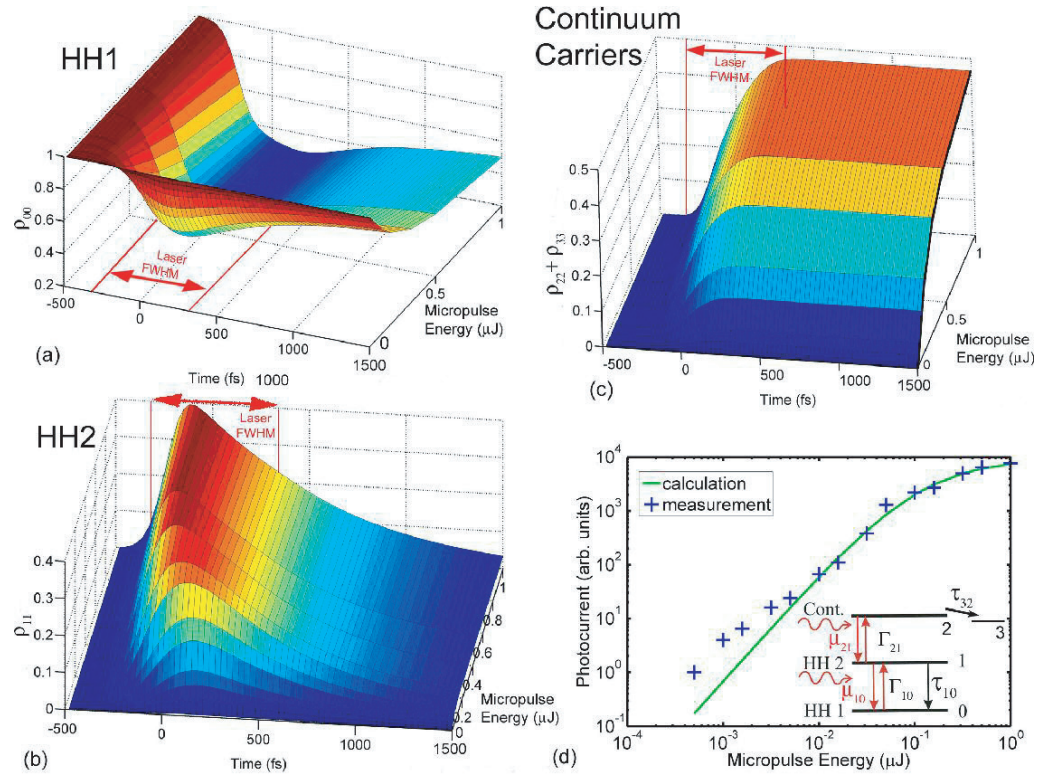 HH1
Laser
FWHM
1
0.8
0.6
0.4
0.2
ρ00
-500
0
500
1000
1500
0
0.5
1
Micropulse
Energy (μJ)
Time (fs)
(a)
Continuum
Carriers
Laser
FWHM
0.5
0.4
0.3
0.2
0.1
0
ρ22+ ρ33
-500
0
500
1000
1500
0
0.5
1
Micropulse
Energy (μJ)
Time (fs)
(c)
1000
HH2
Laser
FWHM
0.4
0.3
0.2
0.1
0
ρ11
-500
0
500
1000
1500
0.2
0.4
0.6
0.8
1
Micropulse
Energy (μJ)
Time (fs)
(b)
calculation
measurement
Photocurrent (arb. units)
10^4
10^3
10^2
10^1
10^0
10^-1
10^-4
10^-3
10^-2
10^-1
10^0
Micropulse Energy (μJ)
Cont.
μ21
Γ21
τ32
2
3
HH 2
μ10
Γ10
τ10
1
HH 1
0
(d)